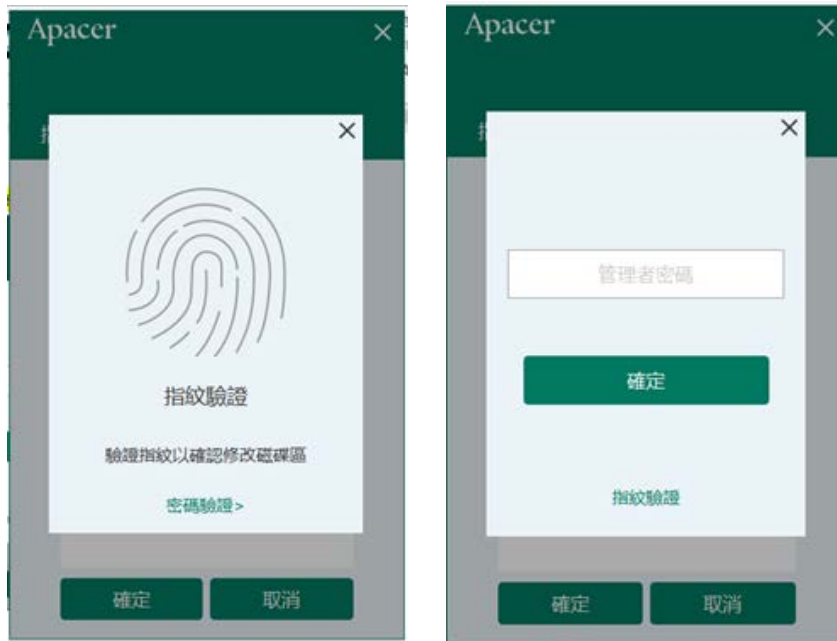 Apacer
指紋驗證
驗證指紋以確認修改磁碟區
密碼驗證>
確定
取消
Apacer
管理者密碼
確定
指紋驗證
確定
取消